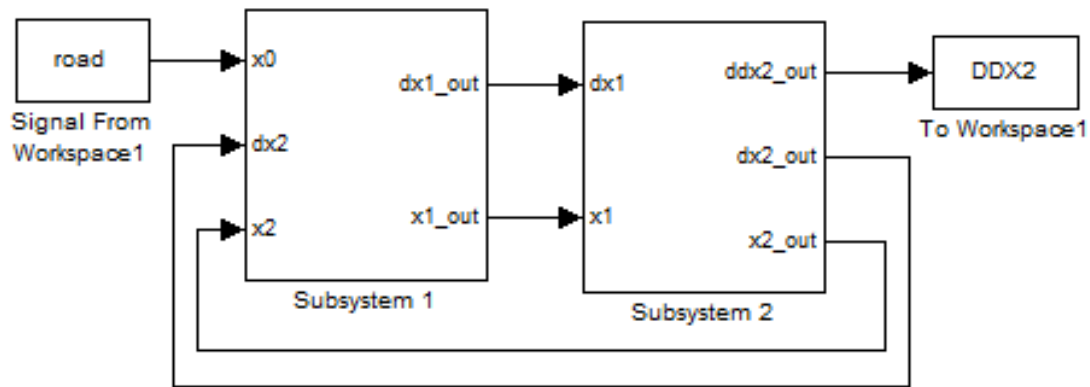 road
Signal From
Workspace1
x0
dx2
x2
dx1_out
x1_out
Subsystem 1
dx1
x1
ddx2_out
dx2_out
x2_out
Subsystem 2
DDX2
To Workspace1